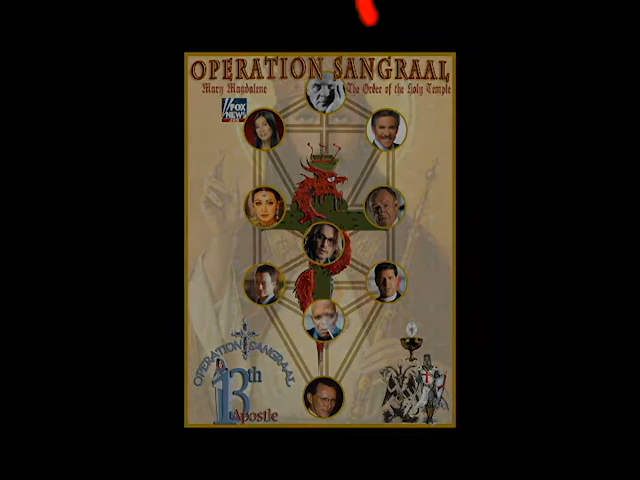 OPERATION SANGRAAL
Mary Magdalene The Order of the Holy Temple
FOX
NEWS
OPERATION SANGRAAL
13th
Apostle